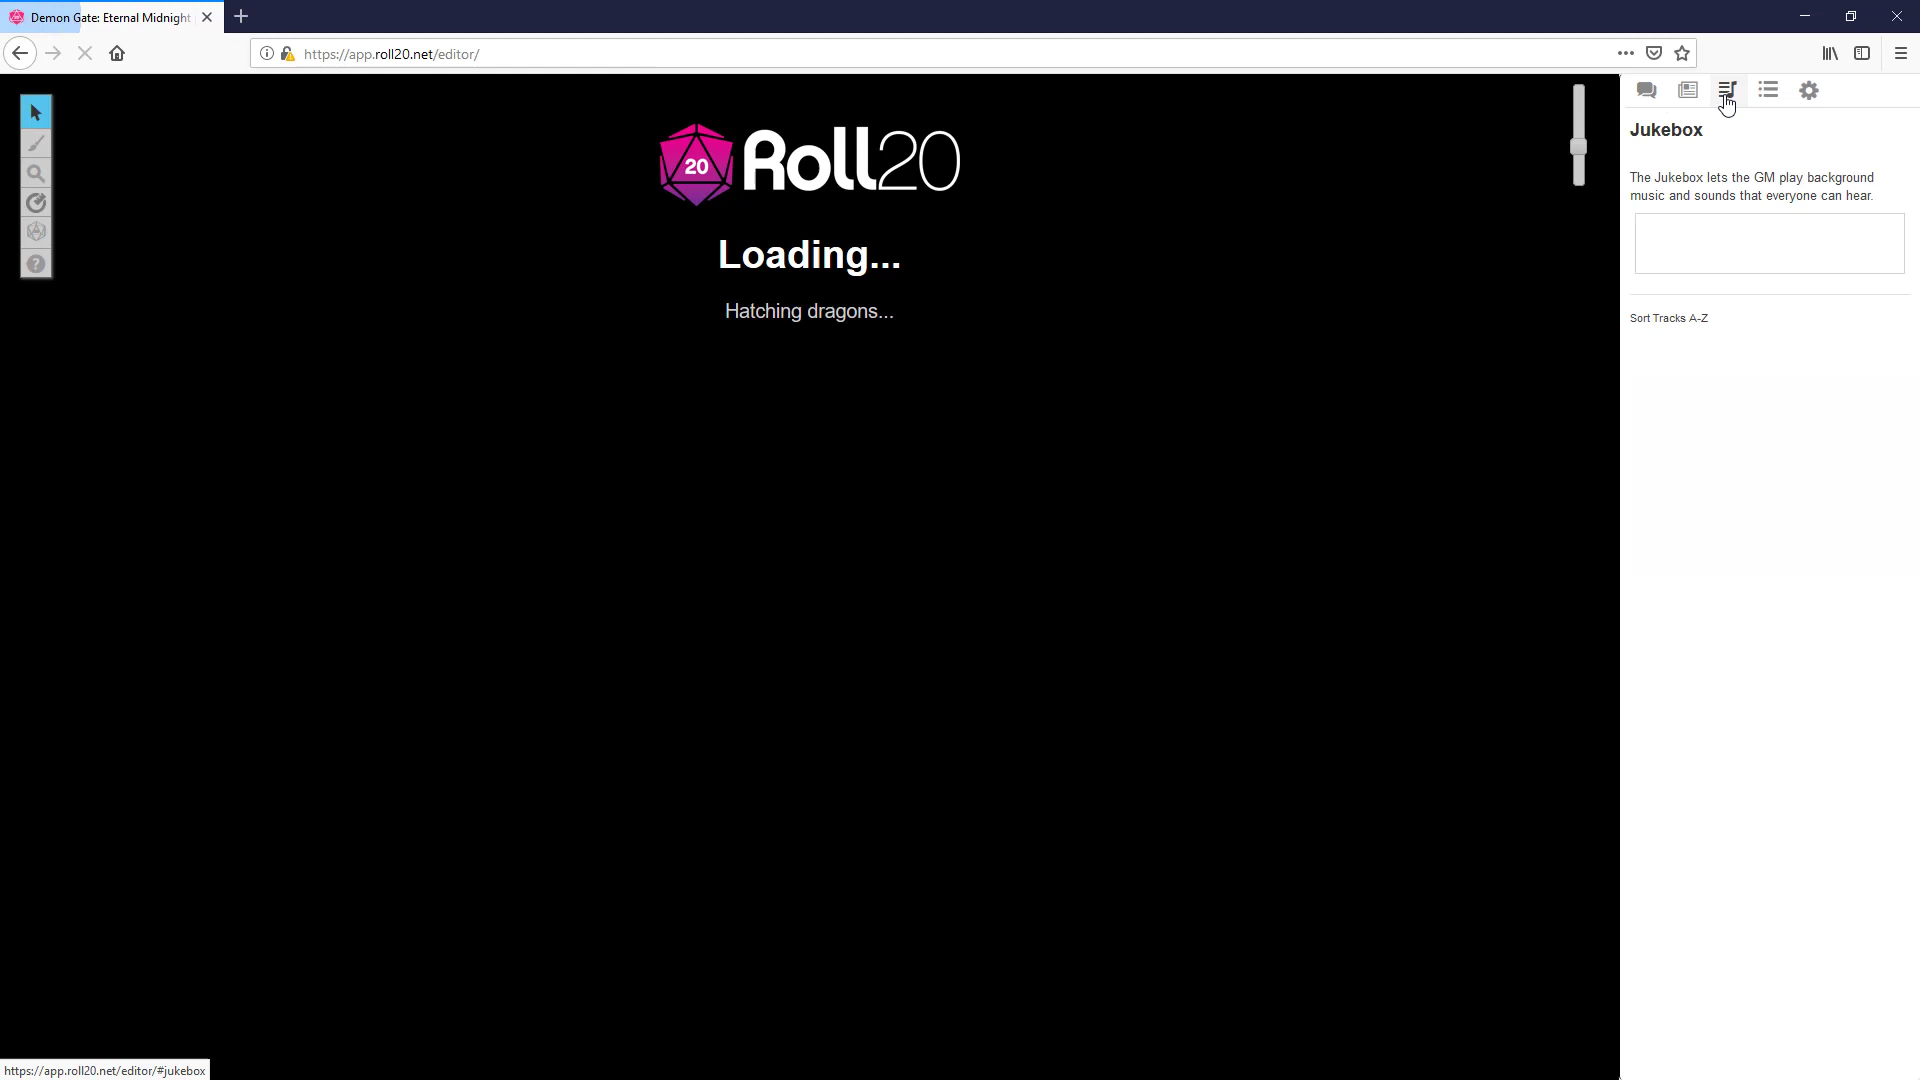 Demon Gate: Eternal Midnight
https://app.roll20.net/editor/
20 Roll20
Loading...
Hatching dragons...
Jukebox
The Jukebox lets the GM play background
music and sounds that everyone can hear.
Sort Tracks A-Z
https://app.roll20.net/editor/#jukebox